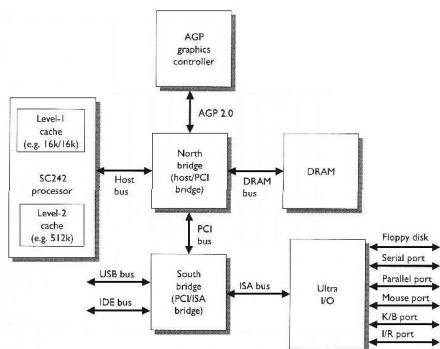 AGP
graphics
controller
AGP 2.0
Level-1
cache
(e.g. 16k/16k)
SC242
processor
Level-2
cache
(e.g. 512k)
Host
bus
North
bridge
(host/PCI
bridge)
DRAM
bus
DRAM
PCI
bus
USB bus
IDE bus
South
bridge
(PCI/ISA
bridge)
ISA bus
Ultra
I/O
Floppy disk
Serial port
Parallel port
Mouse port
K/B port
I/R port